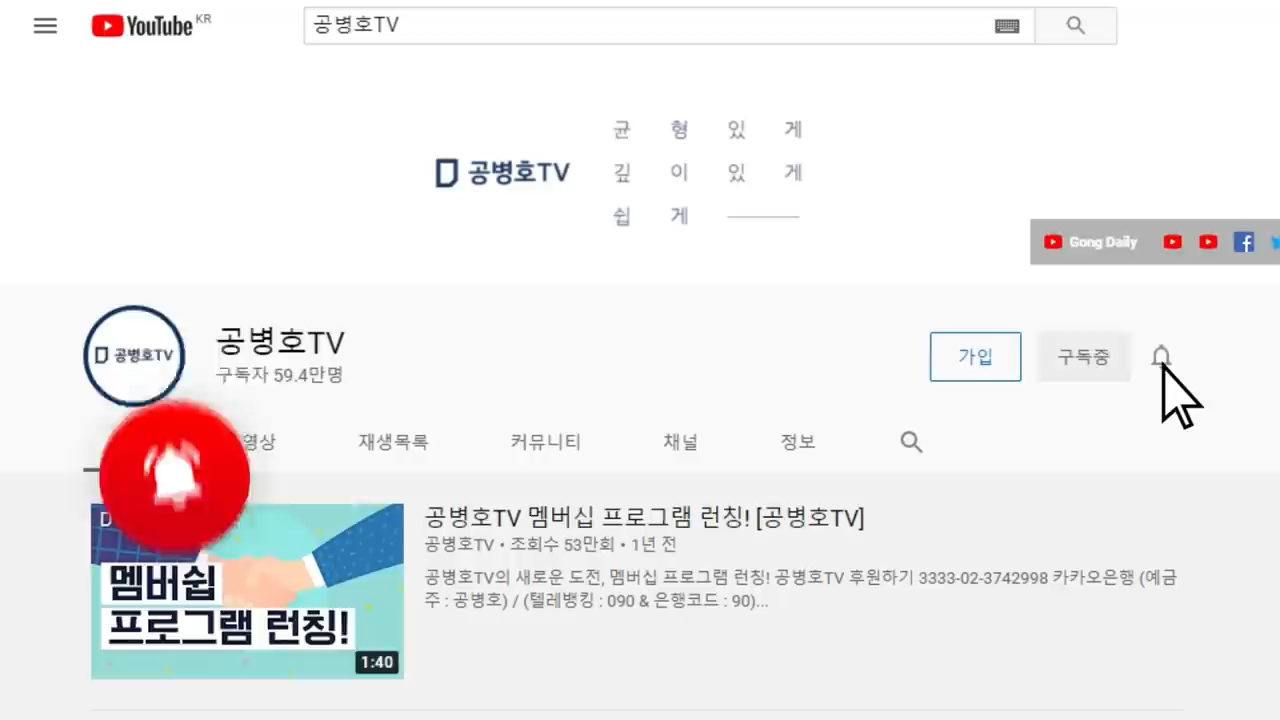 YouTube KR
공병호TV
균 형 있 게
공병호TV
깊 이 있 게
쉽 게
Gong Daily
공병호TV
공병호TV
구독자 59.4만명
가입
구독중
영상
재생목록
커뮤니티
채널
정보
멤버쉽
프로그램 런칭!
1:40
공병호TV 멤버십 프로그램 런칭! [공병호TV]
공병호TV • 조회수 53만회 • 1년 전
공병호TV의 새로운 도전, 멤버십 프로그램 런칭! 공병호TV 후원하기 3333-02-3742998 카카오은행 (예금
주 : 공병호) / (텔레뱅킹 : 090 & 은행코드 : 90)...